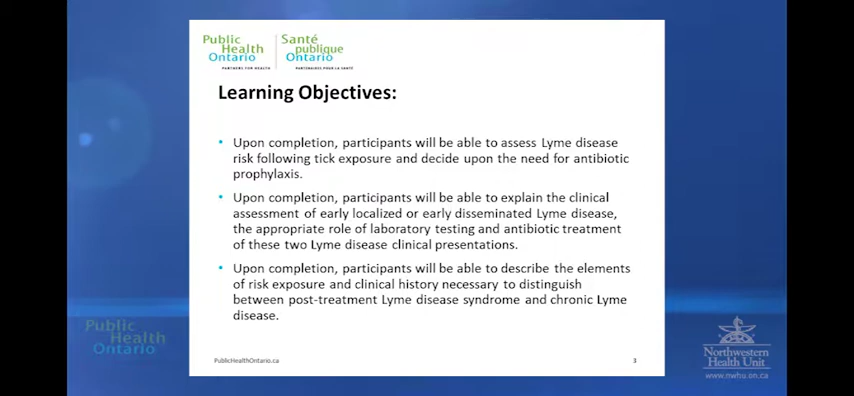 Public
Health
Ontario
PARTNERS FOR HEALTH
Santé
publique
Ontario
PARTENAIRES POUR LA SANTÉ
Learning Objectives:
• Upon completion, participants will be able to assess Lyme disease
risk following tick exposure and decide upon the need for antibiotic
prophylaxis.
• Upon completion, participants will be able to explain the clinical
assessment of early localized or early disseminated Lyme disease,
the appropriate role of laboratory testing and antibiotic treatment
of these two Lyme disease clinical presentations.
• Upon completion, participants will be able to describe the elements
of risk exposure and clinical history necessary to distinguish
between post-treatment Lyme disease syndrome and chronic Lyme
disease.
PublicHealthOntario.ca
3
Public
Health
Ontario
Northwestern
Health Unit
www.nwhu.on.ca